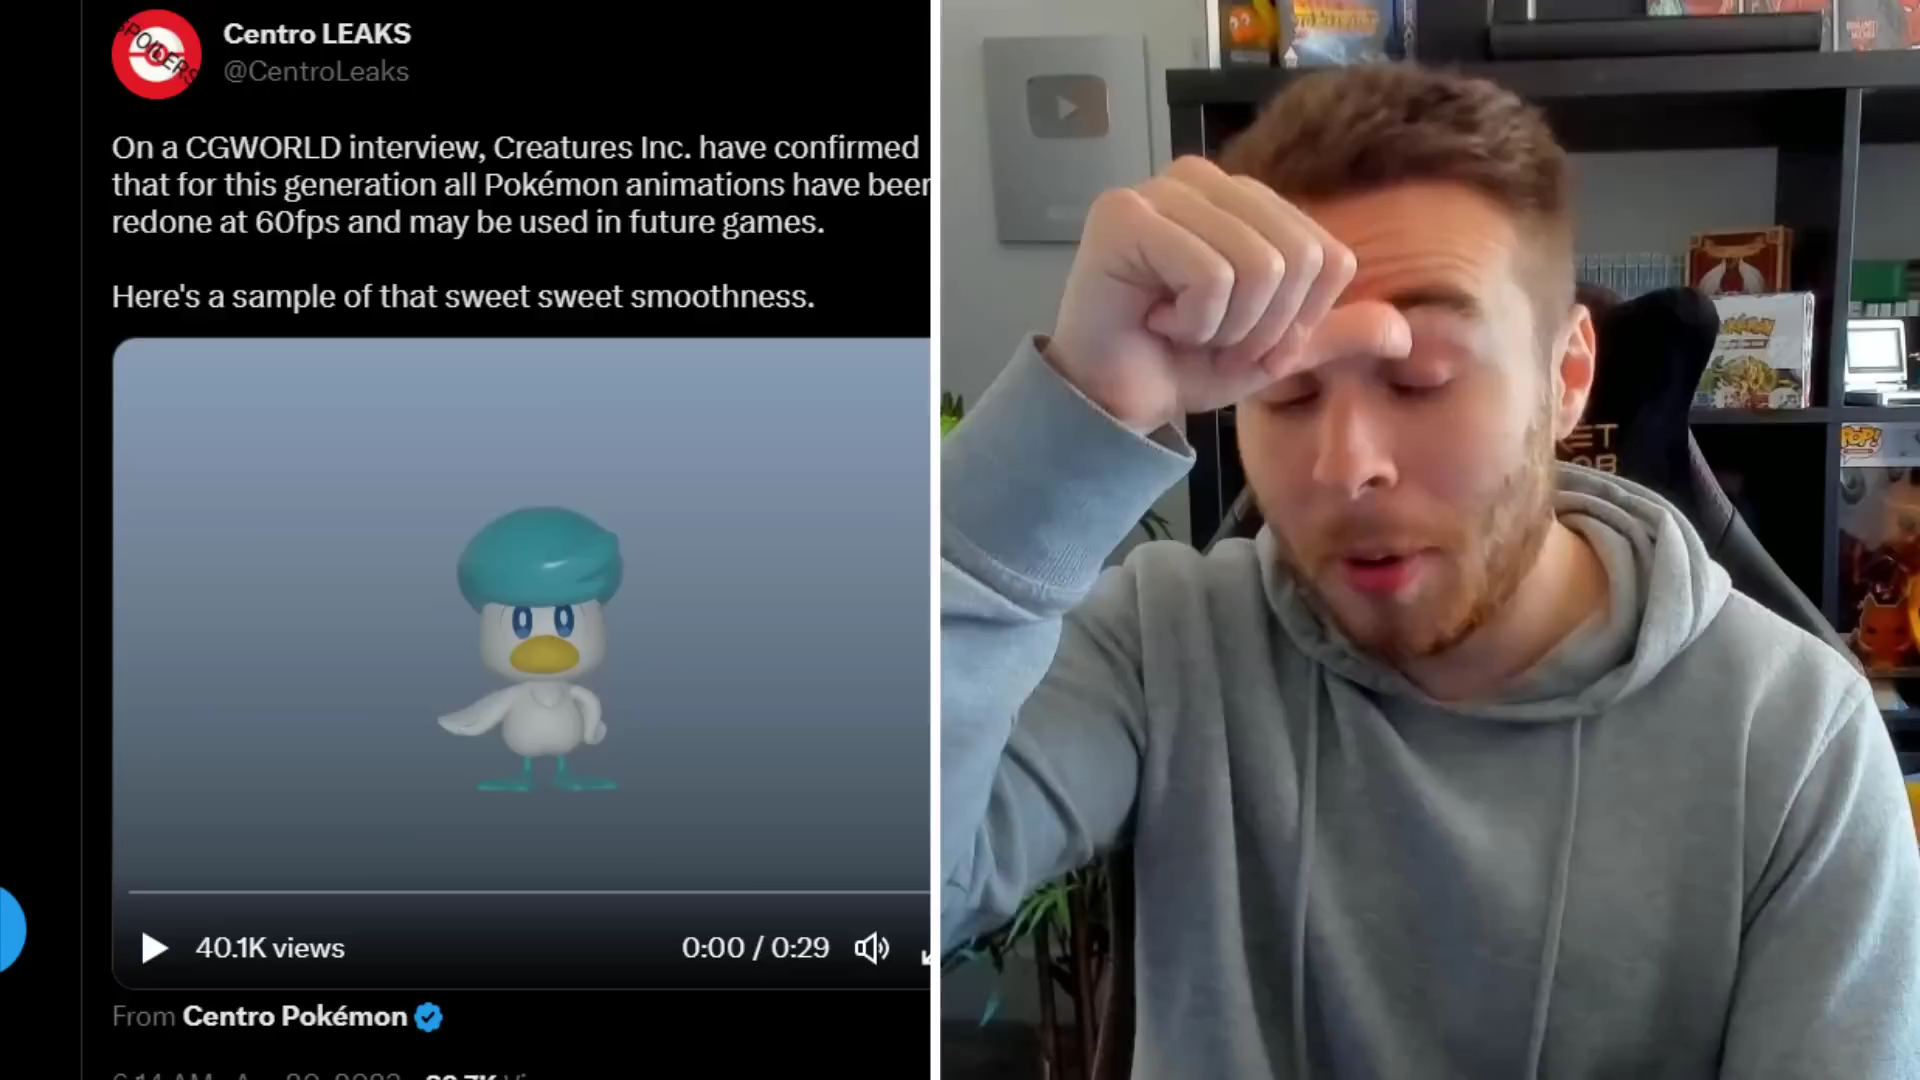 SPOILERS
Centro LEAKS
@CentroLeaks
On a CGWORLD interview, Creatures Inc. have confirmed
that for this generation all Pokémon animations have been
redone at 60fps and may be used in future games.
Here's a sample of that sweet sweet smoothness.
40.1K views
0:00 / 0:29
From Centro Pokémon
POP!